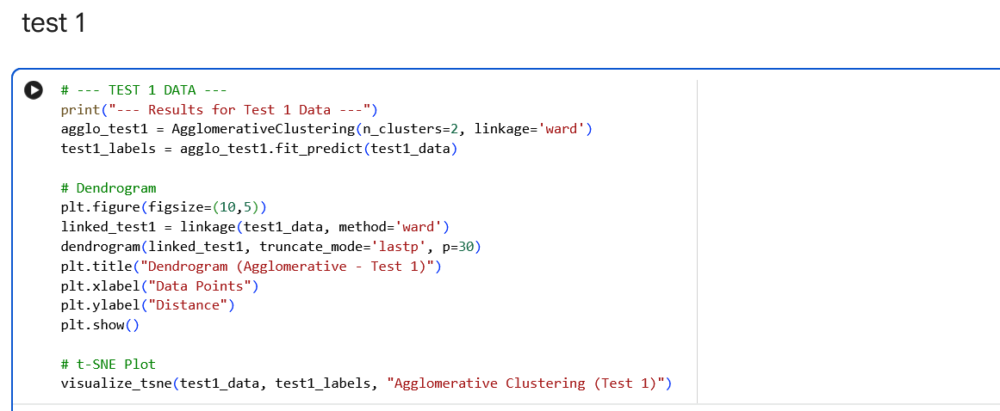 test 1
# --- TEST 1 DATA ---
print("--- Results for Test 1 Data ---")
agglo_test1 = AgglomerativeClustering(n_clusters=2, linkage='ward')
test1_labels = agglo_test1.fit_predict(test1_data)
# Dendrogram
plt.figure(figsize=(10,5))
linked_test1 = linkage(test1_data, method='ward')
dendrogram(linked_test1, truncate_mode='lastp', p=30)
plt.title("Dendrogram (Agglomerative - Test 1)")
plt.xlabel("Data Points")
plt.ylabel("Distance")
plt.show()
# t-SNE Plot
visualize_tsne(test1_data, test1_labels, "Agglomerative Clustering (Test 1)")